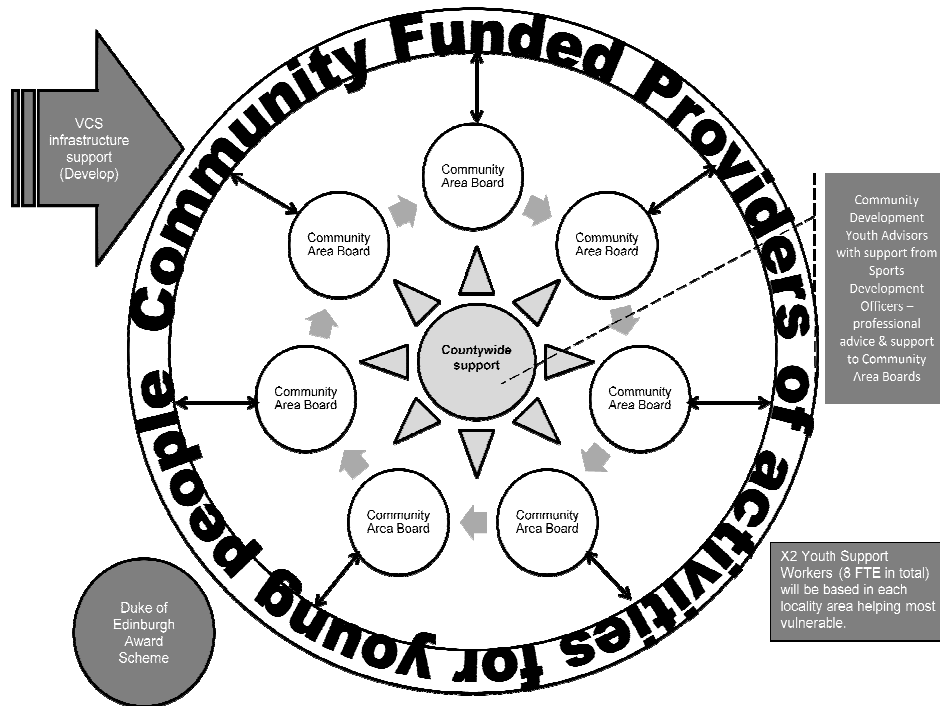 Community Funded Providers of activities for young people
VCS
infrastructure
support
(Develop)
Community
Area Board
Community
Area Board
Community
Area Board
Community
Area Board
Community
Area Board
Community
Area Board
Community
Area Board
Countywide
support
Community
Development
Youth Advisors
with support from
Sports
Development
Officers –
professional
advice & support
to Community
Area Boards
X2 Youth Support
Workers (8 FTE in total)
will be based in each
locality area helping most
vulnerable.
Duke of
Edinburgh
Award
Scheme